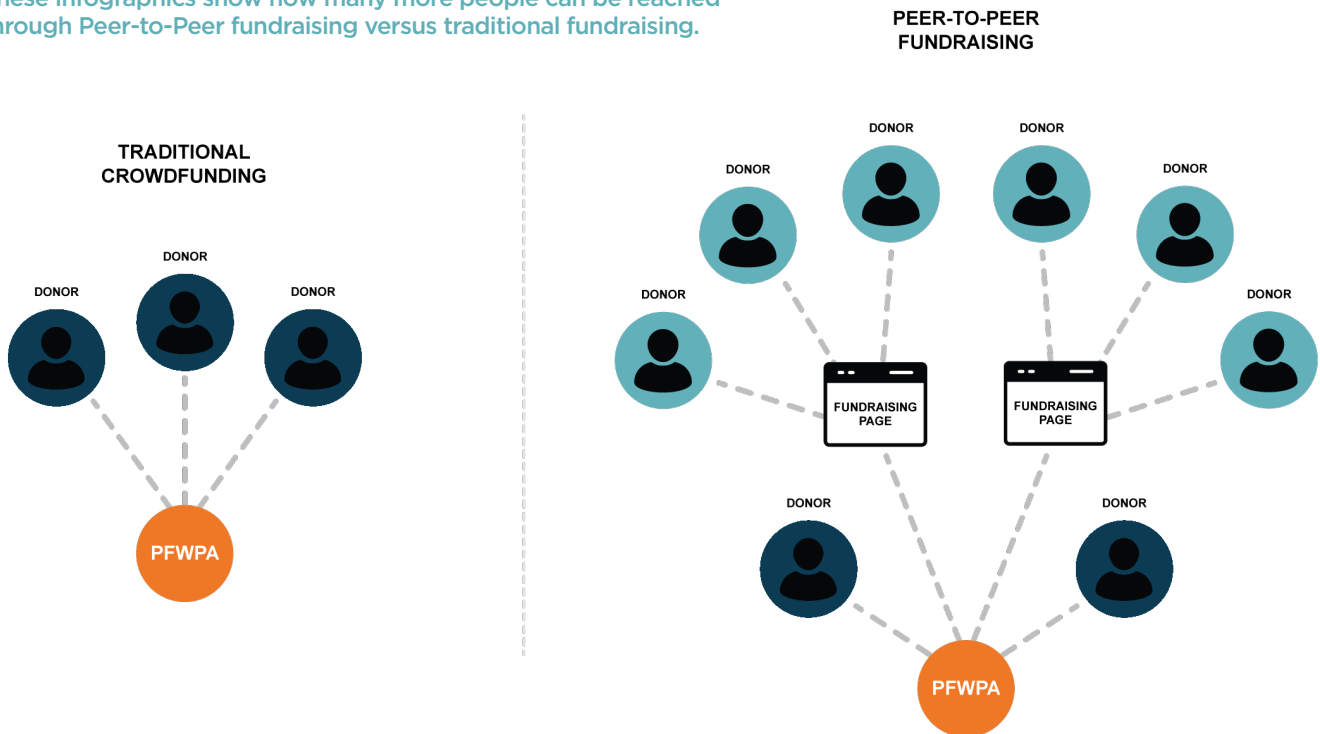 hese infographics show how many more people can be reached
hrough Peer-to-Peer fundraising versus traditional fundraising.
TRADITIONAL
CROWDFUNDING
DONOR
DONOR
DONOR
PFWPA
PEER-TO-PEER
FUNDRAISING
DONOR
DONOR
DONOR
DONOR
DONOR
DONOR
FUNDRAISING
PAGE
FUNDRAISING
PAGE
DONOR
DONOR
PFWPA